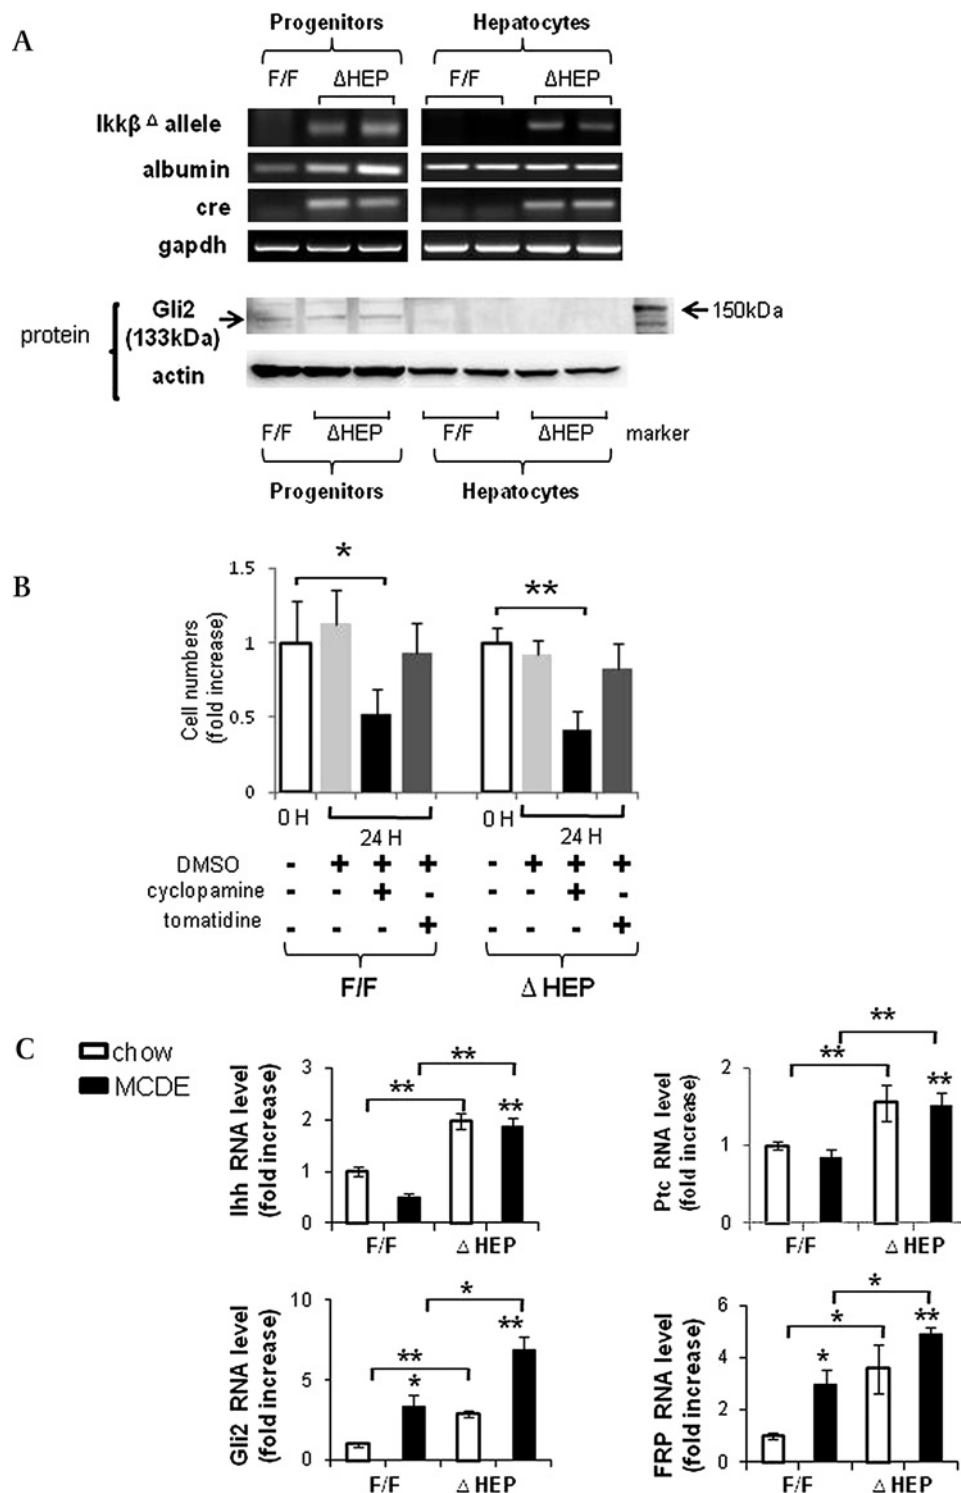 A
Progenitors Hepatocytes
F/F ΔHEP F/F ΔHEP
Ikkβ Δ allele
albumin
cre
gapdh
protein
Gli2
(133kDa)
150kDa
actin
F/F ΔHEP F/F ΔHEP marker
Progenitors Hepatocytes
B
Cell numbers
(fold increase)
1.5
1
0.5
0
*
**
0 H 24 H 0 H 24 H
DMSO - + + + - + + +
cyclopamine - - + - - - + -
tomatidine - - - + - - - +
F/F Δ HEP
C
chow
MCDE
Ihh RNA level
(fold increase)
3
2
1
0
** ** **
F/F Δ HEP
Ptc RNA level
(fold increase)
2
1
0
** ** **
F/F Δ HEP
Gli2 RNA level
(fold increase)
10
5
0
* ** ** *
F/F Δ HEP
FRP RNA level
(fold increase)
6
4
2
0
* * ** *
F/F Δ HEP